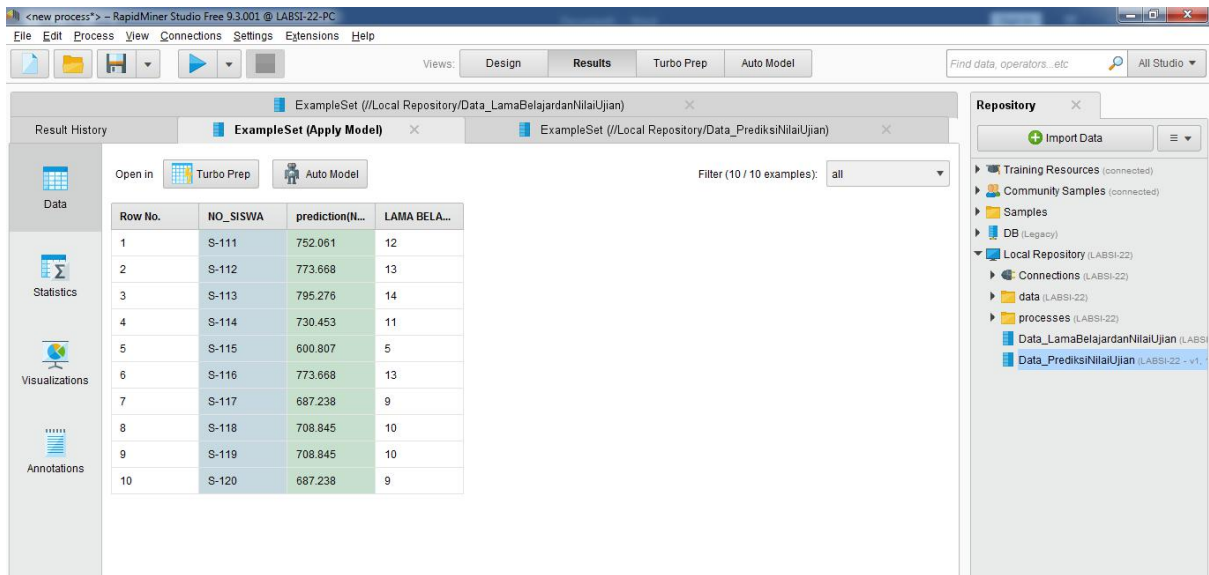 <new process*> – RapidMiner Studio Free 9.3.001 @ LABSI-22-PC
File Edit Process View Connections Settings Extensions Help
Views: Design Results Turbo Prep Auto Model
Find data, operators...etc All Studio
ExampleSet (//Local Repository/Data_LamaBelajardanNilaiUjian)
Result History
ExampleSet (Apply Model)
ExampleSet (//Local Repository/Data_PrediksiNilaiUjian)
Data
Statistics
Visualizations
Annotations
Open in Turbo Prep Auto Model Filter (10 / 10 examples): all
Row No. NO_SISWA prediction(N... LAMA BELA...
1 S-111 752.061 12
2 S-112 773.668 13
3 S-113 795.276 14
4 S-114 730.453 11
5 S-115 600.807 5
6 S-116 773.668 13
7 S-117 687.238 9
8 S-118 708.845 10
9 S-119 708.845 10
10 S-120 687.238 9
Repository
Import Data
Training Resources (connected)
Community Samples (connected)
Samples
DB (Legacy)
Local Repository (LABSI-22)
Connections (LABSI-22)
data (LABSI-22)
processes (LABSI-22)
Data_LamaBelajardanNilaiUjian (LABSI
Data_PrediksiNilaiUjian (LABSI-22 - v1,